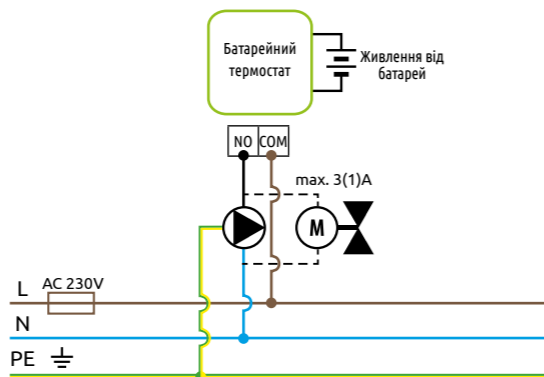 Батарейний
термостат
Живлення від
батарей
NO COM
max. 3(1)A
M
L AC 230V
N
PE